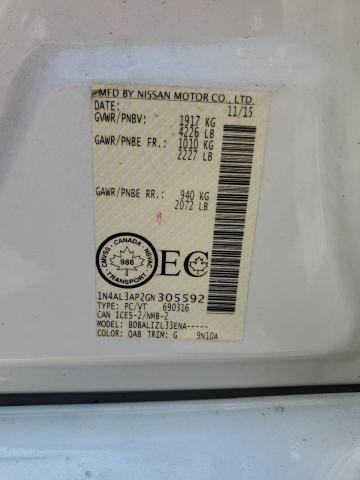 MFD BY NISSAN MOTOR CO., LTD.
DATE: 11/15
GVWR/PNBV: 1917 KG
4226 LB
GAWR/PNBE FR.: 1010 KG
2227 LB
GAWR/PNBE RR.: 940 KG
2072 LB
CMVSS - CANADA - NSVAC
TRANSPORT
986 EC
1N4AL3AP2GN305592
TYPE: PC/VT 690316
CAN ICES-2/NMB-2
MODEL: BDBALIZL33ENA-----
COLOR: QAB TRIM: G 9N10A